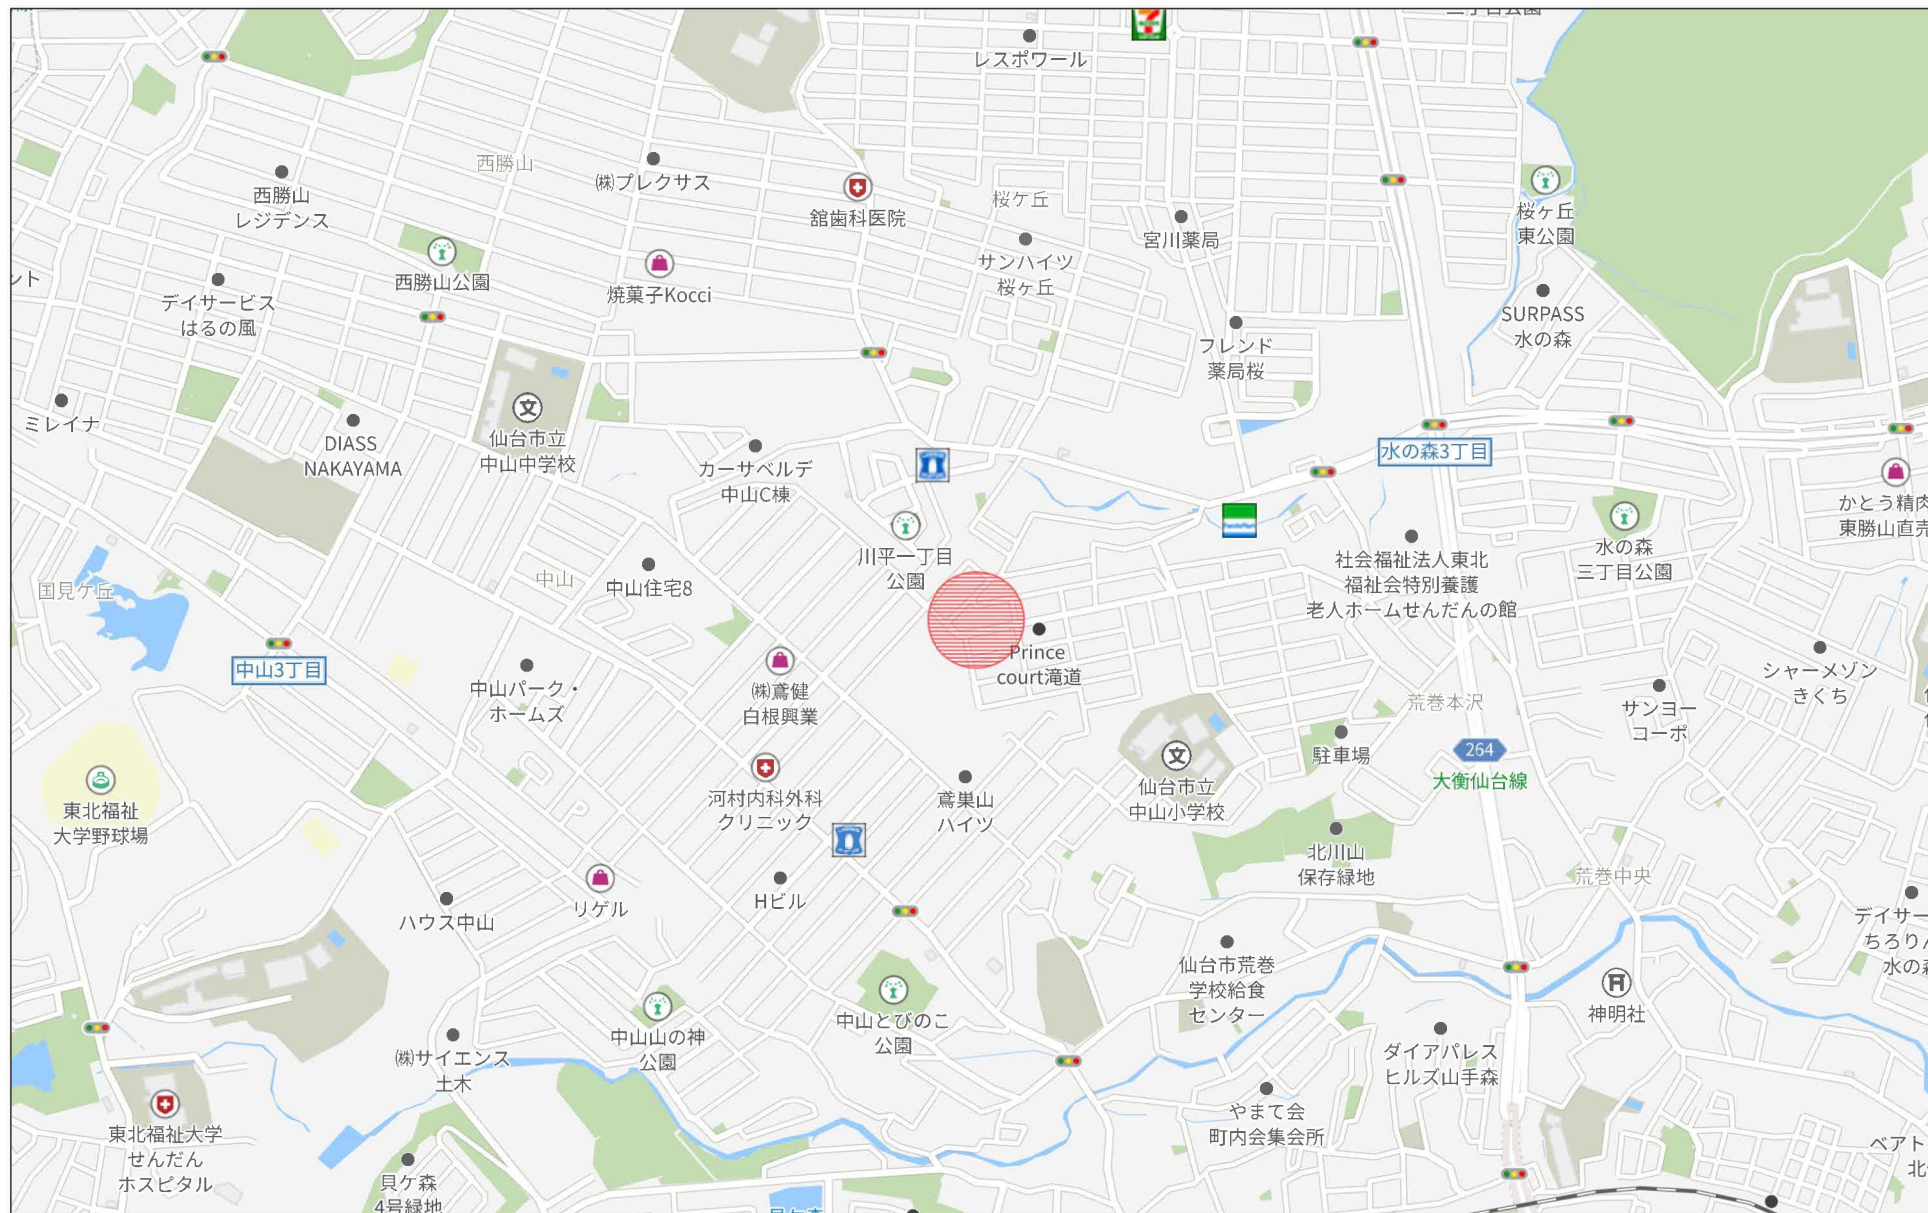 レスポワール
西勝山
㈱プレクサス
西勝山
レジデンス
舘歯科医院
桜ケ丘
宮川薬局
桜ヶ丘
東公園
サンハイツ
桜ヶ丘
西勝山公園
焼菓子Kocci
デイサービス
はるの風
SURPASS
水の森
フレンド
薬局桜
ミレイナ
DIASS
NAKAYAMA
仙台市立
中山中学校
カーサベルデ
中山C棟
水の森3丁目
かとう精肉
東勝山直売
川平一丁目
公園
社会福祉法人東北
福祉会特別養護
老人ホームせんだんの館
水の森
三丁目公園
国見ケ丘
中山
中山住宅8
中山3丁目
Prince
court滝道
シャーメゾン
きくち
中山パーク・
ホームズ
㈱鳶健
白根興業
荒巻本沢
サンヨー
コーポ
264
大衡仙台線
駐車場
仙台市立
中山小学校
東北福祉
大学野球場
河村内科外科
クリニック
鳶巣山
ハイツ
北川山
保存緑地
荒巻中央
ハウス中山
リゲル
Hビル
デイサー
ちろりん
水の森
仙台市荒巻
学校給食
センター
神明社
中山山の神
公園
中山とびのこ
公園
㈱サイエンス
土木
ダイアパレス
ヒルズ山手森
やまて会
町内会集会所
東北福祉大学
せんだん
ホスピタル
貝ケ森
4号緑地
ベアト
北